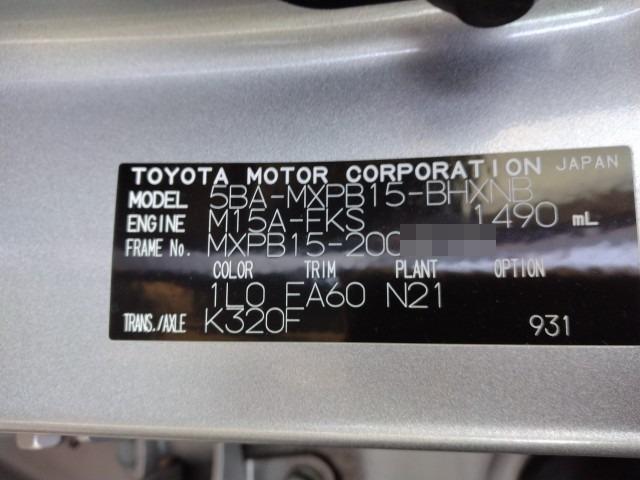 TOYOTA MOTOR CORPORATION JAPAN
MODEL 5BA-MXPB15-BHXNB
ENGINE M15A-FKS 1490 mL
FRAME No. MXPB15-200
COLOR TRIM PLANT OPTION
1L0 FA60 N21
TRANS./AXLE K320F 931